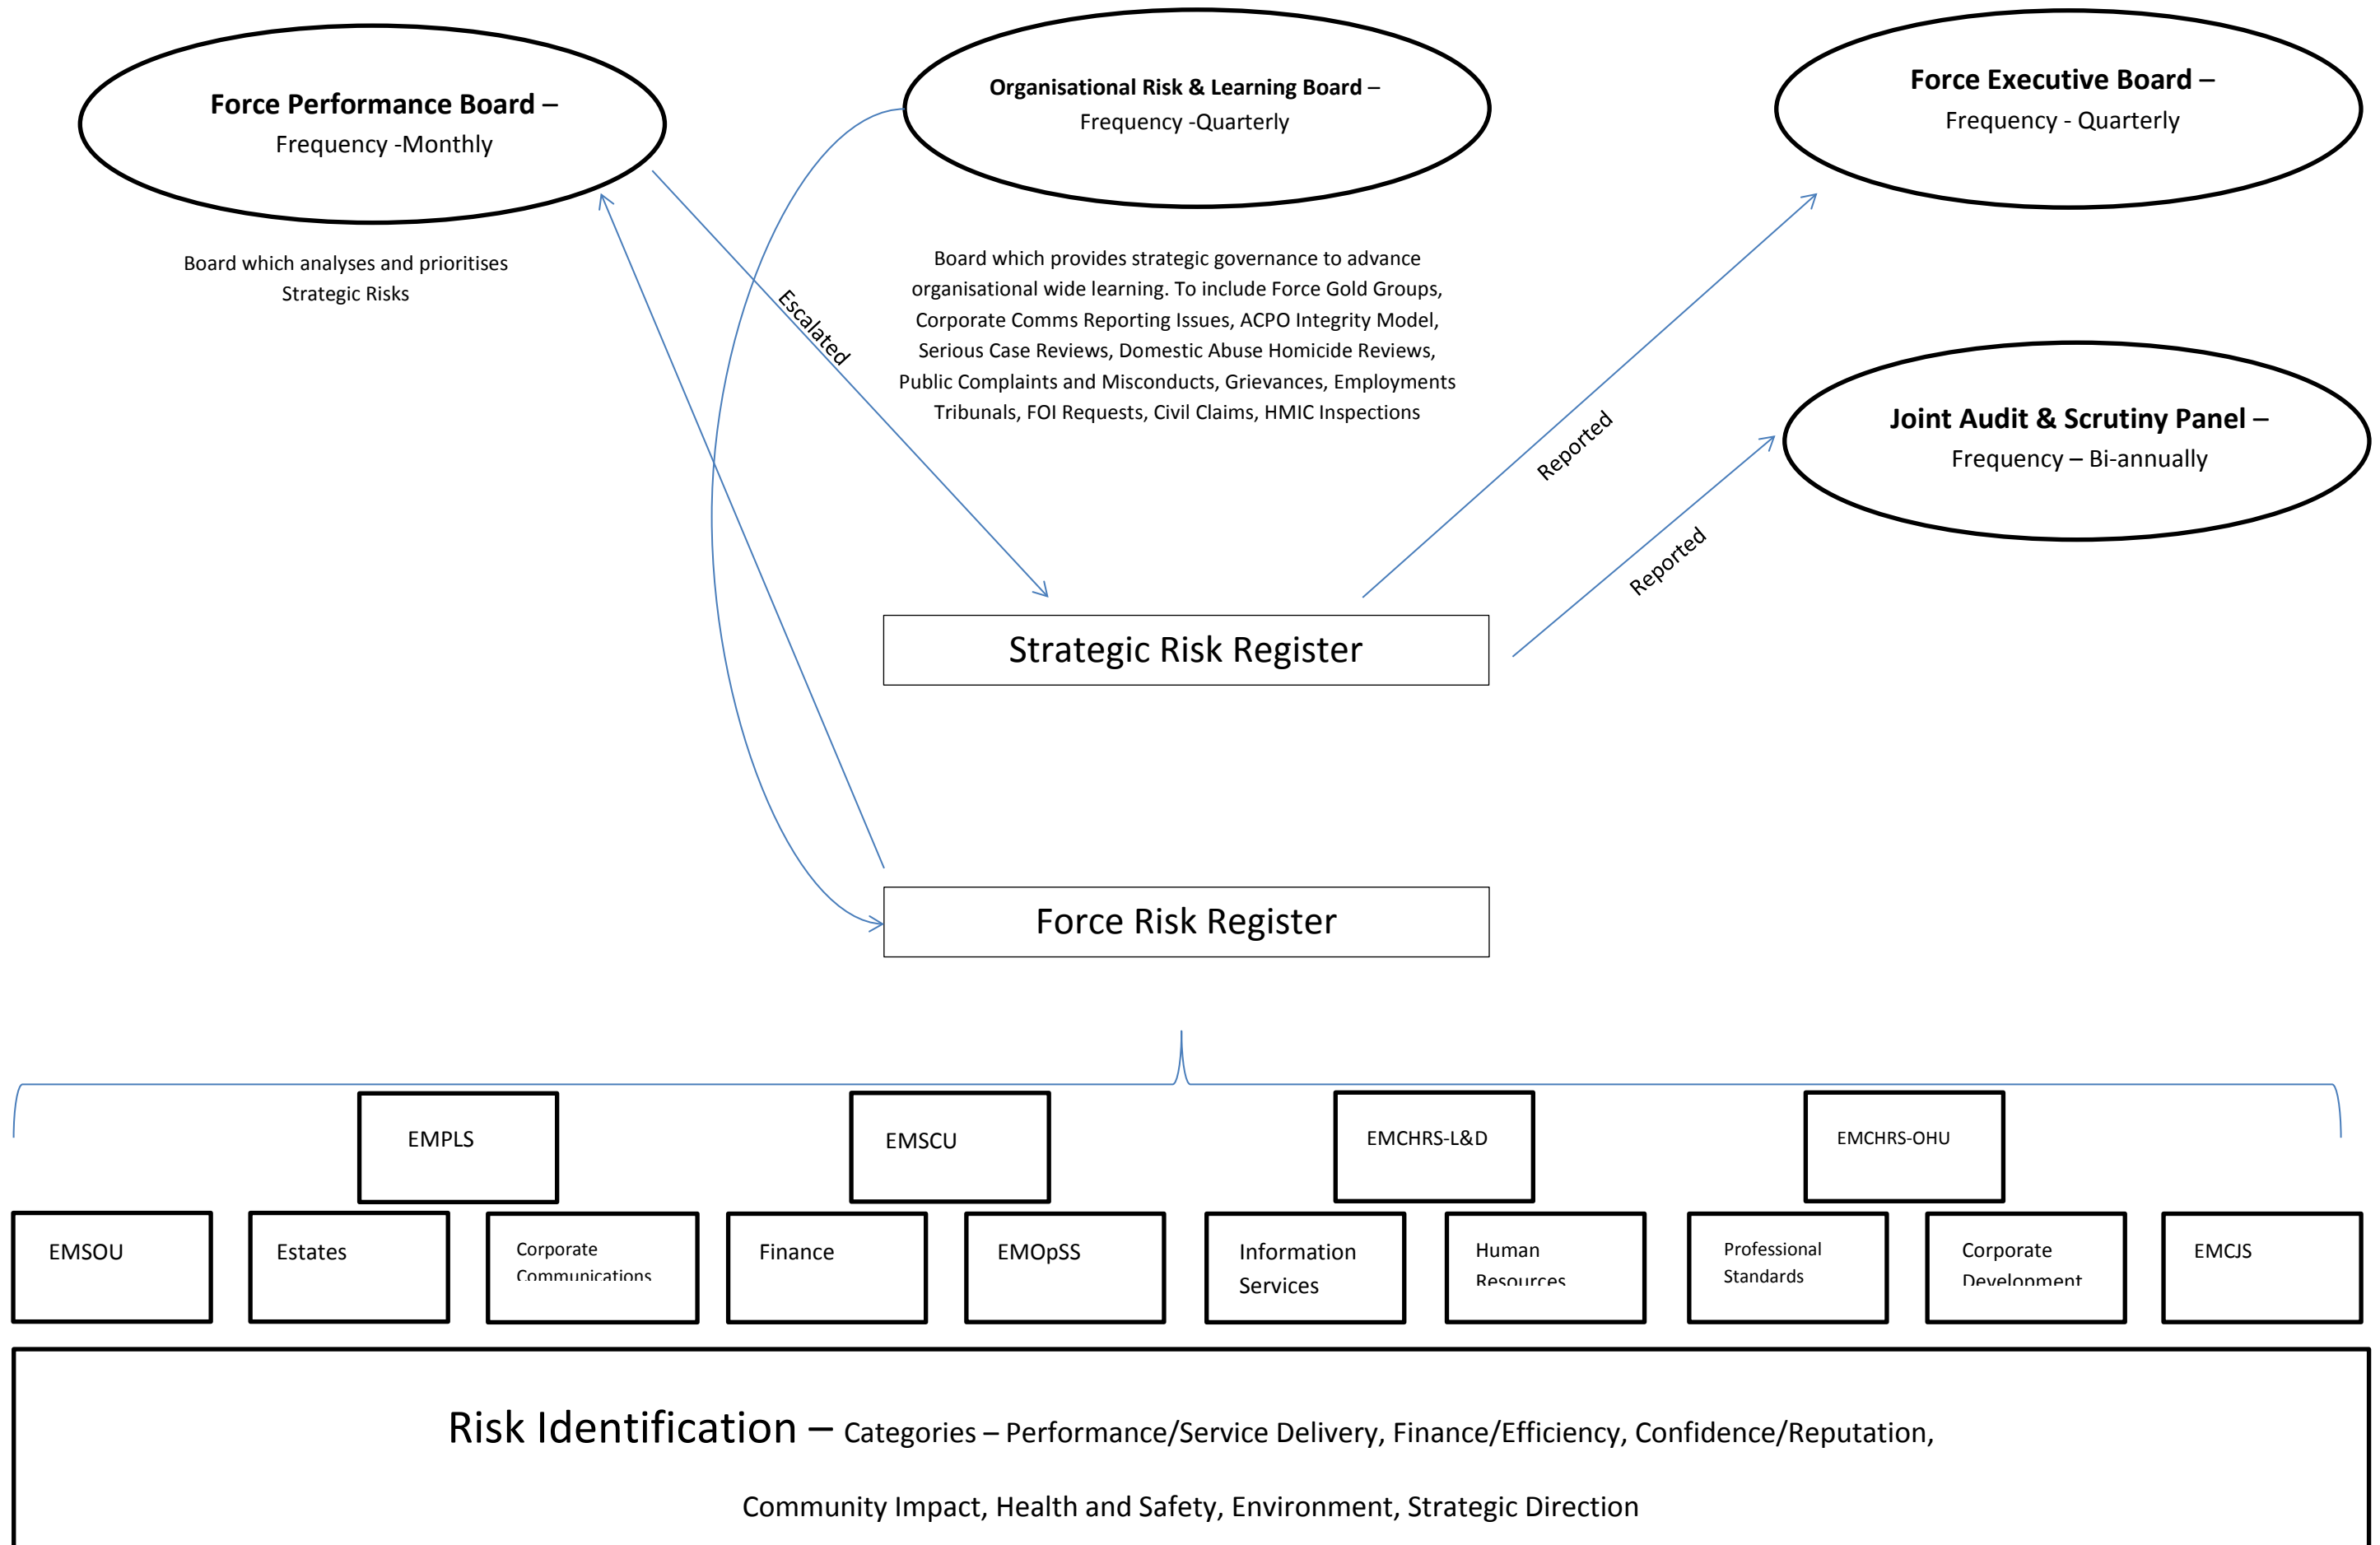 Force Performance Board –
Frequency -Monthly
Board which analyses and prioritises
Strategic Risks
Organisational Risk & Learning Board –
Frequency -Quarterly
Board which provides strategic governance to advance
organisational wide learning. To include Force Gold Groups,
Corporate Comms Reporting Issues, ACPO Integrity Model,
Serious Case Reviews, Domestic Abuse Homicide Reviews,
Public Complaints and Misconducts, Grievances, Employments
Tribunals, FOI Requests, Civil Claims, HMIC Inspections
Force Executive Board –
Frequency - Quarterly
Joint Audit & Scrutiny Panel –
Frequency – Bi-annually
Escalated
Reported
Reported
Strategic Risk Register
Force Risk Register
EMPLS
EMSCU
EMCHRS-L&D
EMCHRS-OHU
EMSOU
Estates
Corporate
Communications
Finance
EMOpSS
Information
Services
Human
Resources
Professional
Standards
Corporate
Development
EMCJS
Risk Identification – Categories – Performance/Service Delivery, Finance/Efficiency, Confidence/Reputation,
Community Impact, Health and Safety, Environment, Strategic Direction